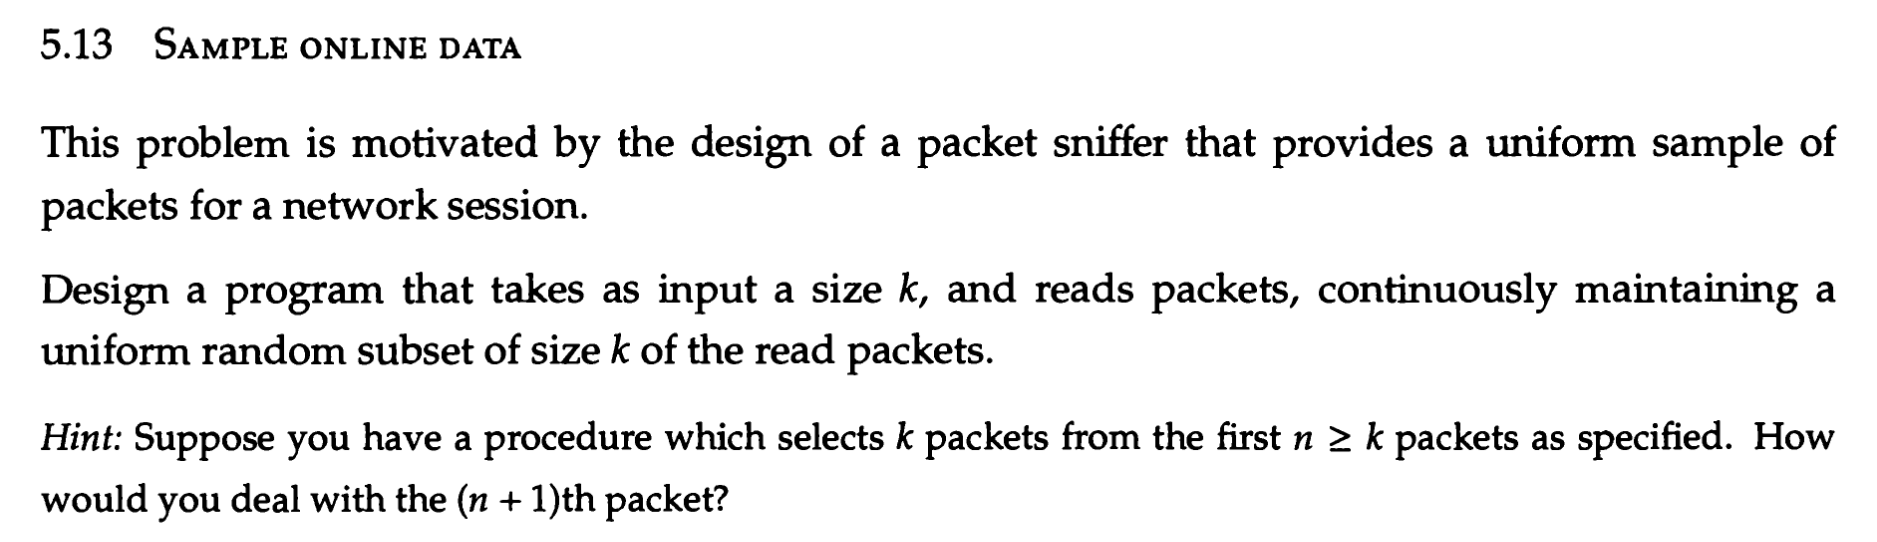 5.13 SAMPLE ONLINE DATA
This problem is motivated by the design of a packet sniffer that provides a uniform sample of
packets for a network session.
Design a program that takes as input a size k, and reads packets, continuously maintaining a
uniform random subset of size k of the read packets.
Hint: Suppose you have a procedure which selects k packets from the first n ≥ k packets as specified. How
would you deal with the (n + 1)th packet?